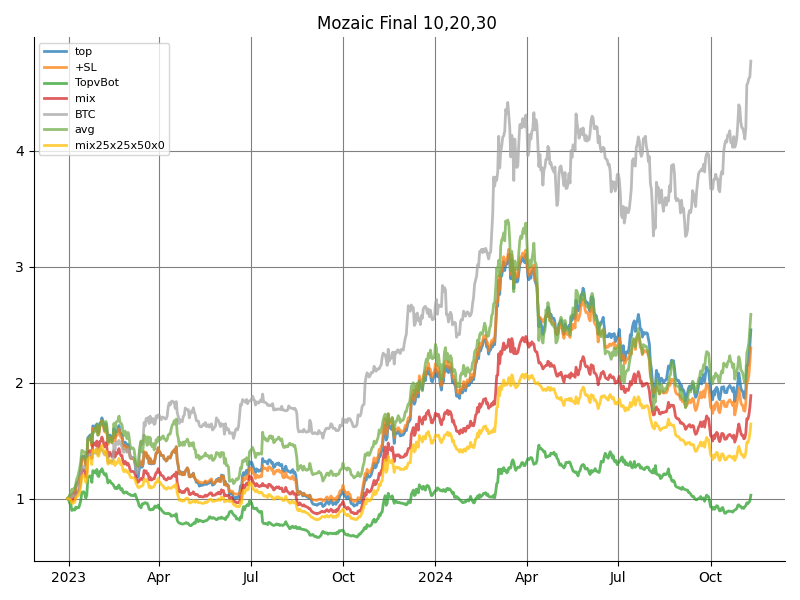 Mozaic Final 10,20,30
top
+SL
TopvBot
mix
BTC
avg
mix25x25x50x0
4
3
2
1
2023 Apr Jul Oct 2024 Apr Jul Oct